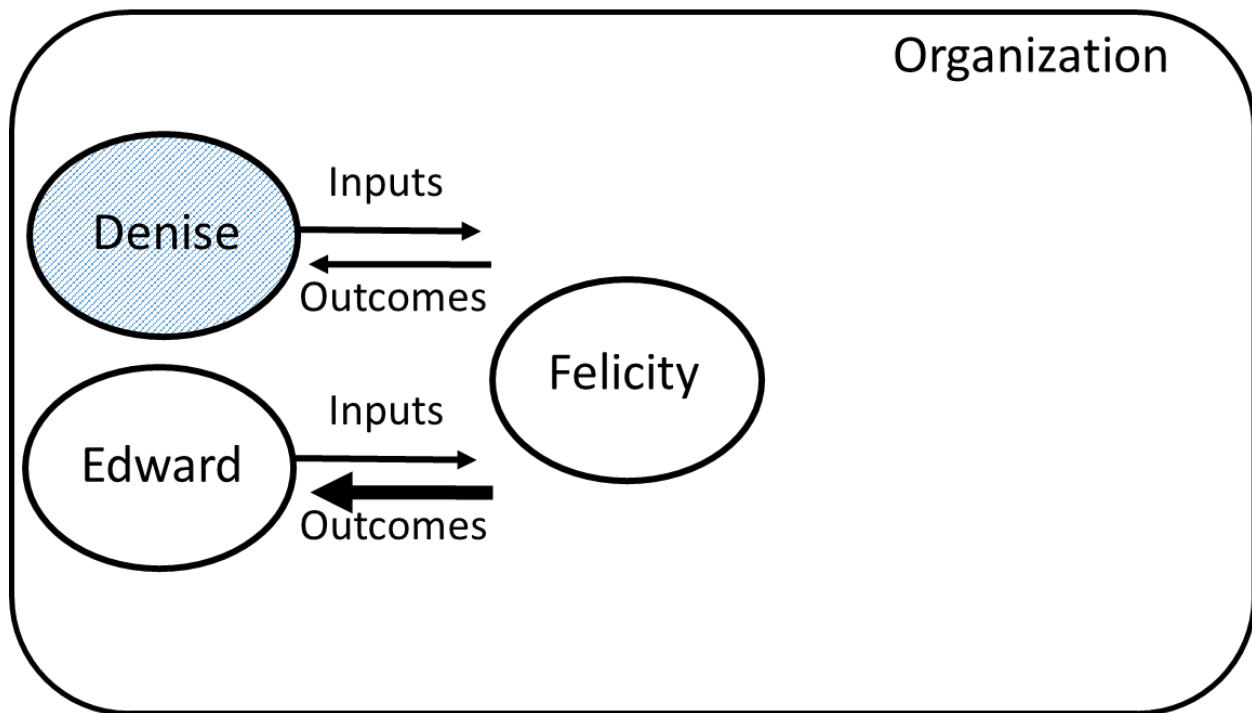 Organization
Inputs
Denise
Outcomes
Felicity
Inputs
Edward
Outcomes